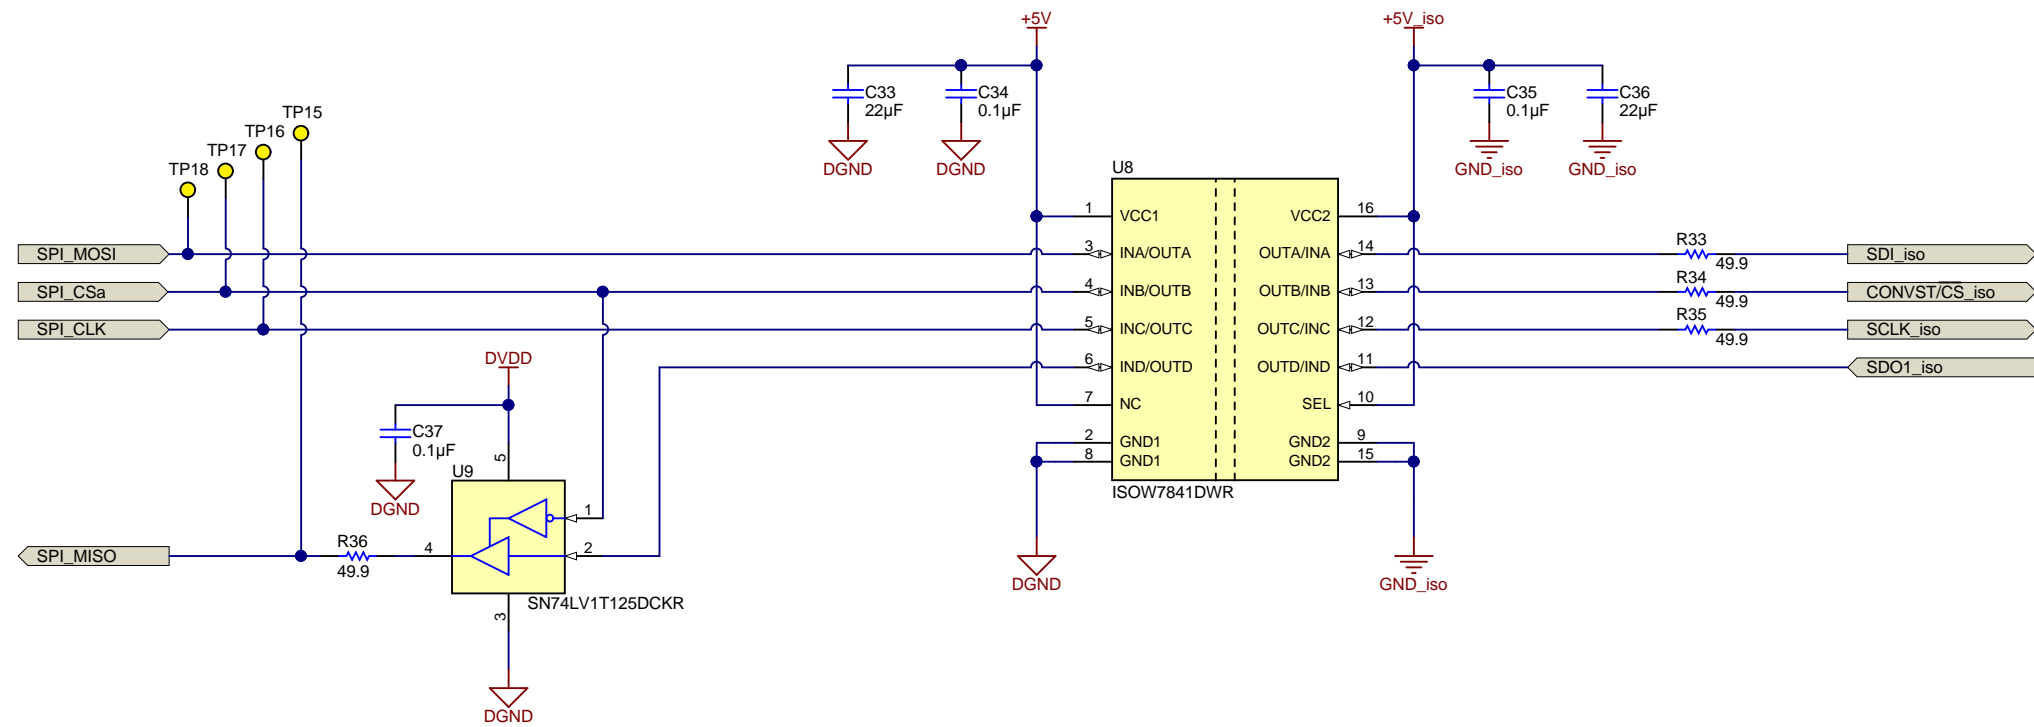 +5V
+5V_iso
C33
22µF
C34
0.1µF
C35
0.1µF
C36
22µF
TP15
TP16
TP17
TP18
DGND
DGND
GND_iso
GND_iso
U8
1 VCC1 VCC2 16
SPI_MOSI 3 INA/OUTA OUTA/INA 14 R33 49.9 SDI_iso
SPI_CSa 4 INB/OUTB OUTB/INB 13 R34 49.9 CONVST/CS_iso
SPI_CLK 5 INC/OUTC OUTC/INC 12 R35 49.9 SCLK_iso
6 IND/OUTD OUTD/IND 11 SDO1_iso
7 NC SEL 10
2 GND1 GND2 9
8 GND1 GND2 15
ISOW7841DWR
DVDD
C37
0.1µF
DGND
U9
5
1
2
SPI_MISO
R36
49.9
4
3
SN74LV1T125DCKR
DGND
DGND
GND_iso